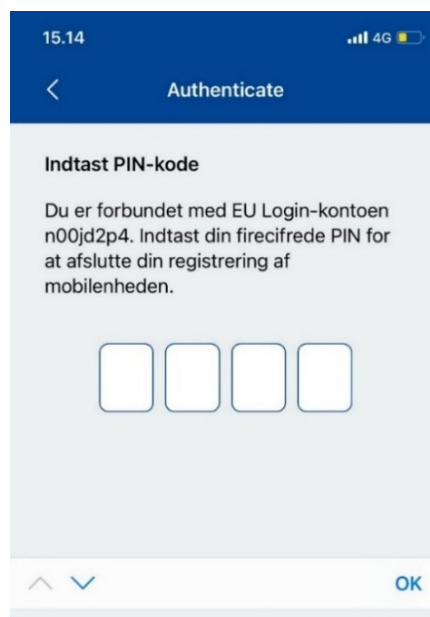 15.14 4G
Authenticate
Indtast PIN-kode
Du er forbundet med EU Login-kontoen
n00jd2p4. Indtast din firecifrede PIN for
at afslutte din registrering af
mobilenheden.
OK